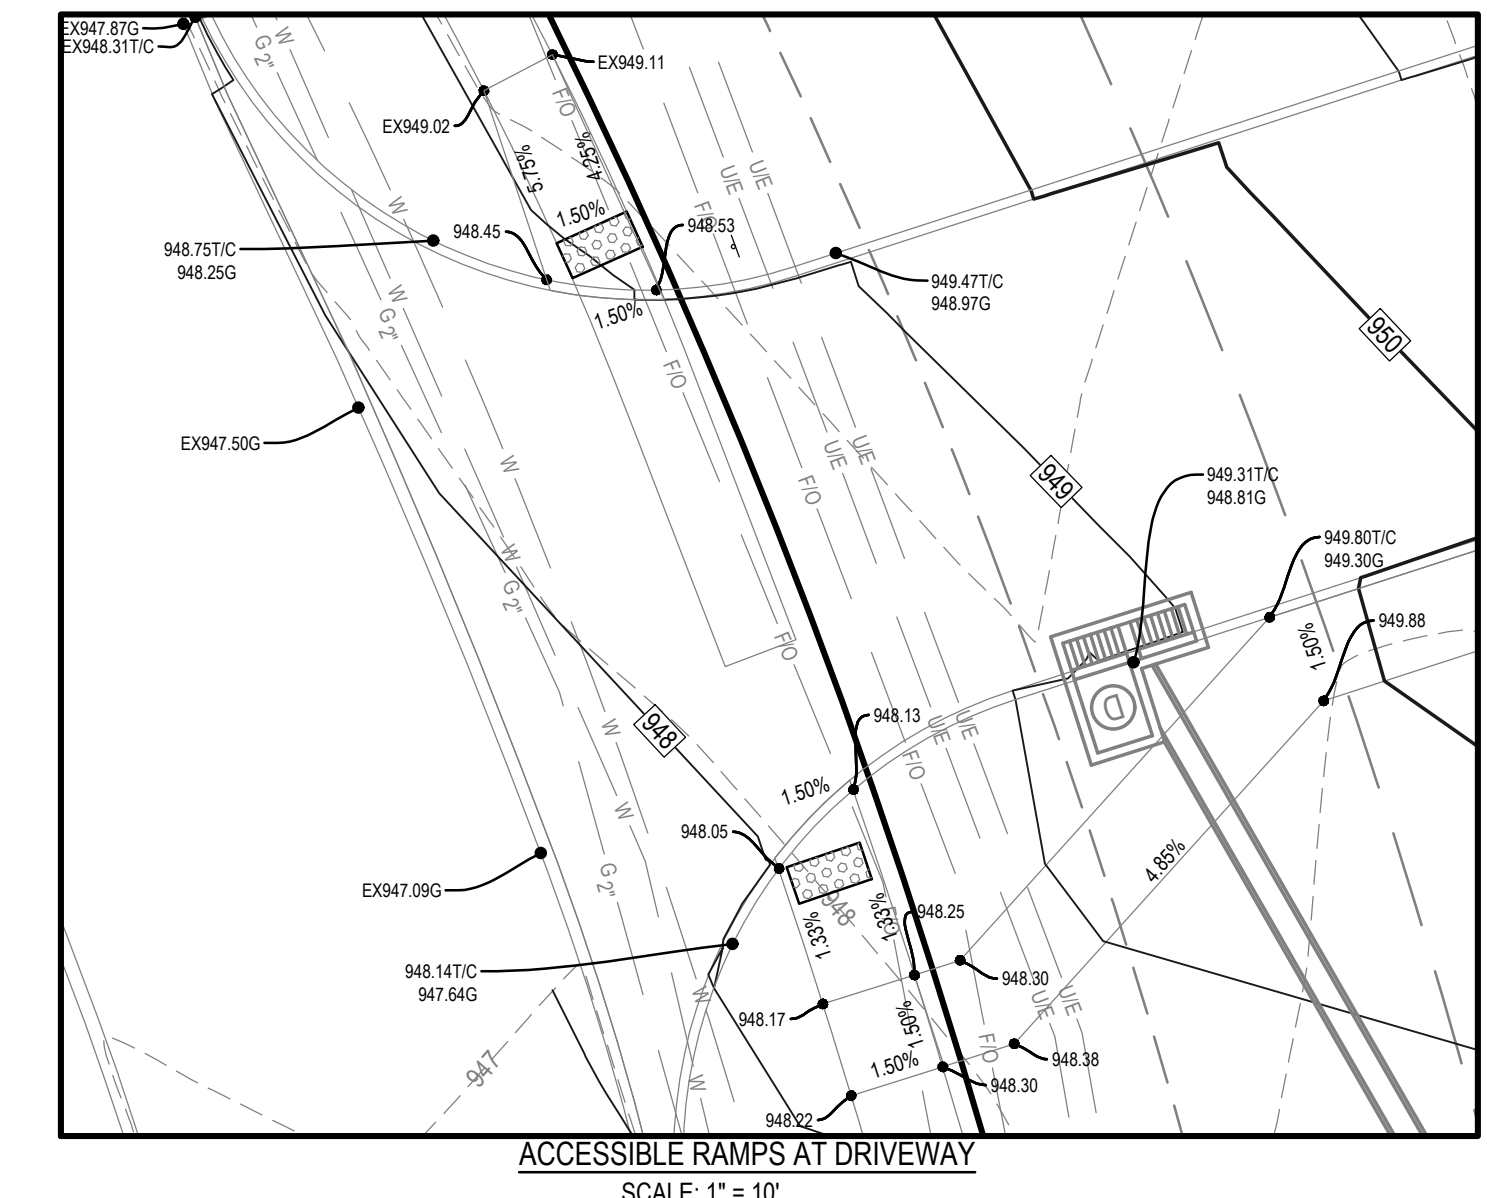 EX947.87G
EX948.31T/C
W
G
2"
EX949.11
F/O
EX949.02
5.75%
4.25%
U/E
U/E
1.50%
W
948.45
F/O
948.53
948.75T/C
948.25G
949.47T/C
948.97G
W
G
2"
1.50%
950
F/O
EX947.50G
W
U/E
U/E
949
F/O
949.31T/C
948.81G
949.80T/C
949.30G
W
G
2"
949.88
1.50%
F/O
948
W
948.13
U/E
U/E
F/O
1.50%
W
948.05
4.85%
EX947.09G
G
2"
948
1.33%
1.33%
F/O
948.25
948.14T/C
947.64G
948.30
W
948.17
1.50%
U/E
U/E
F/O
948.38
947
1.50%
W
948.30
948.22
ACCESSIBLE RAMPS AT DRIVEWAY
SCALE: 1" = 10'